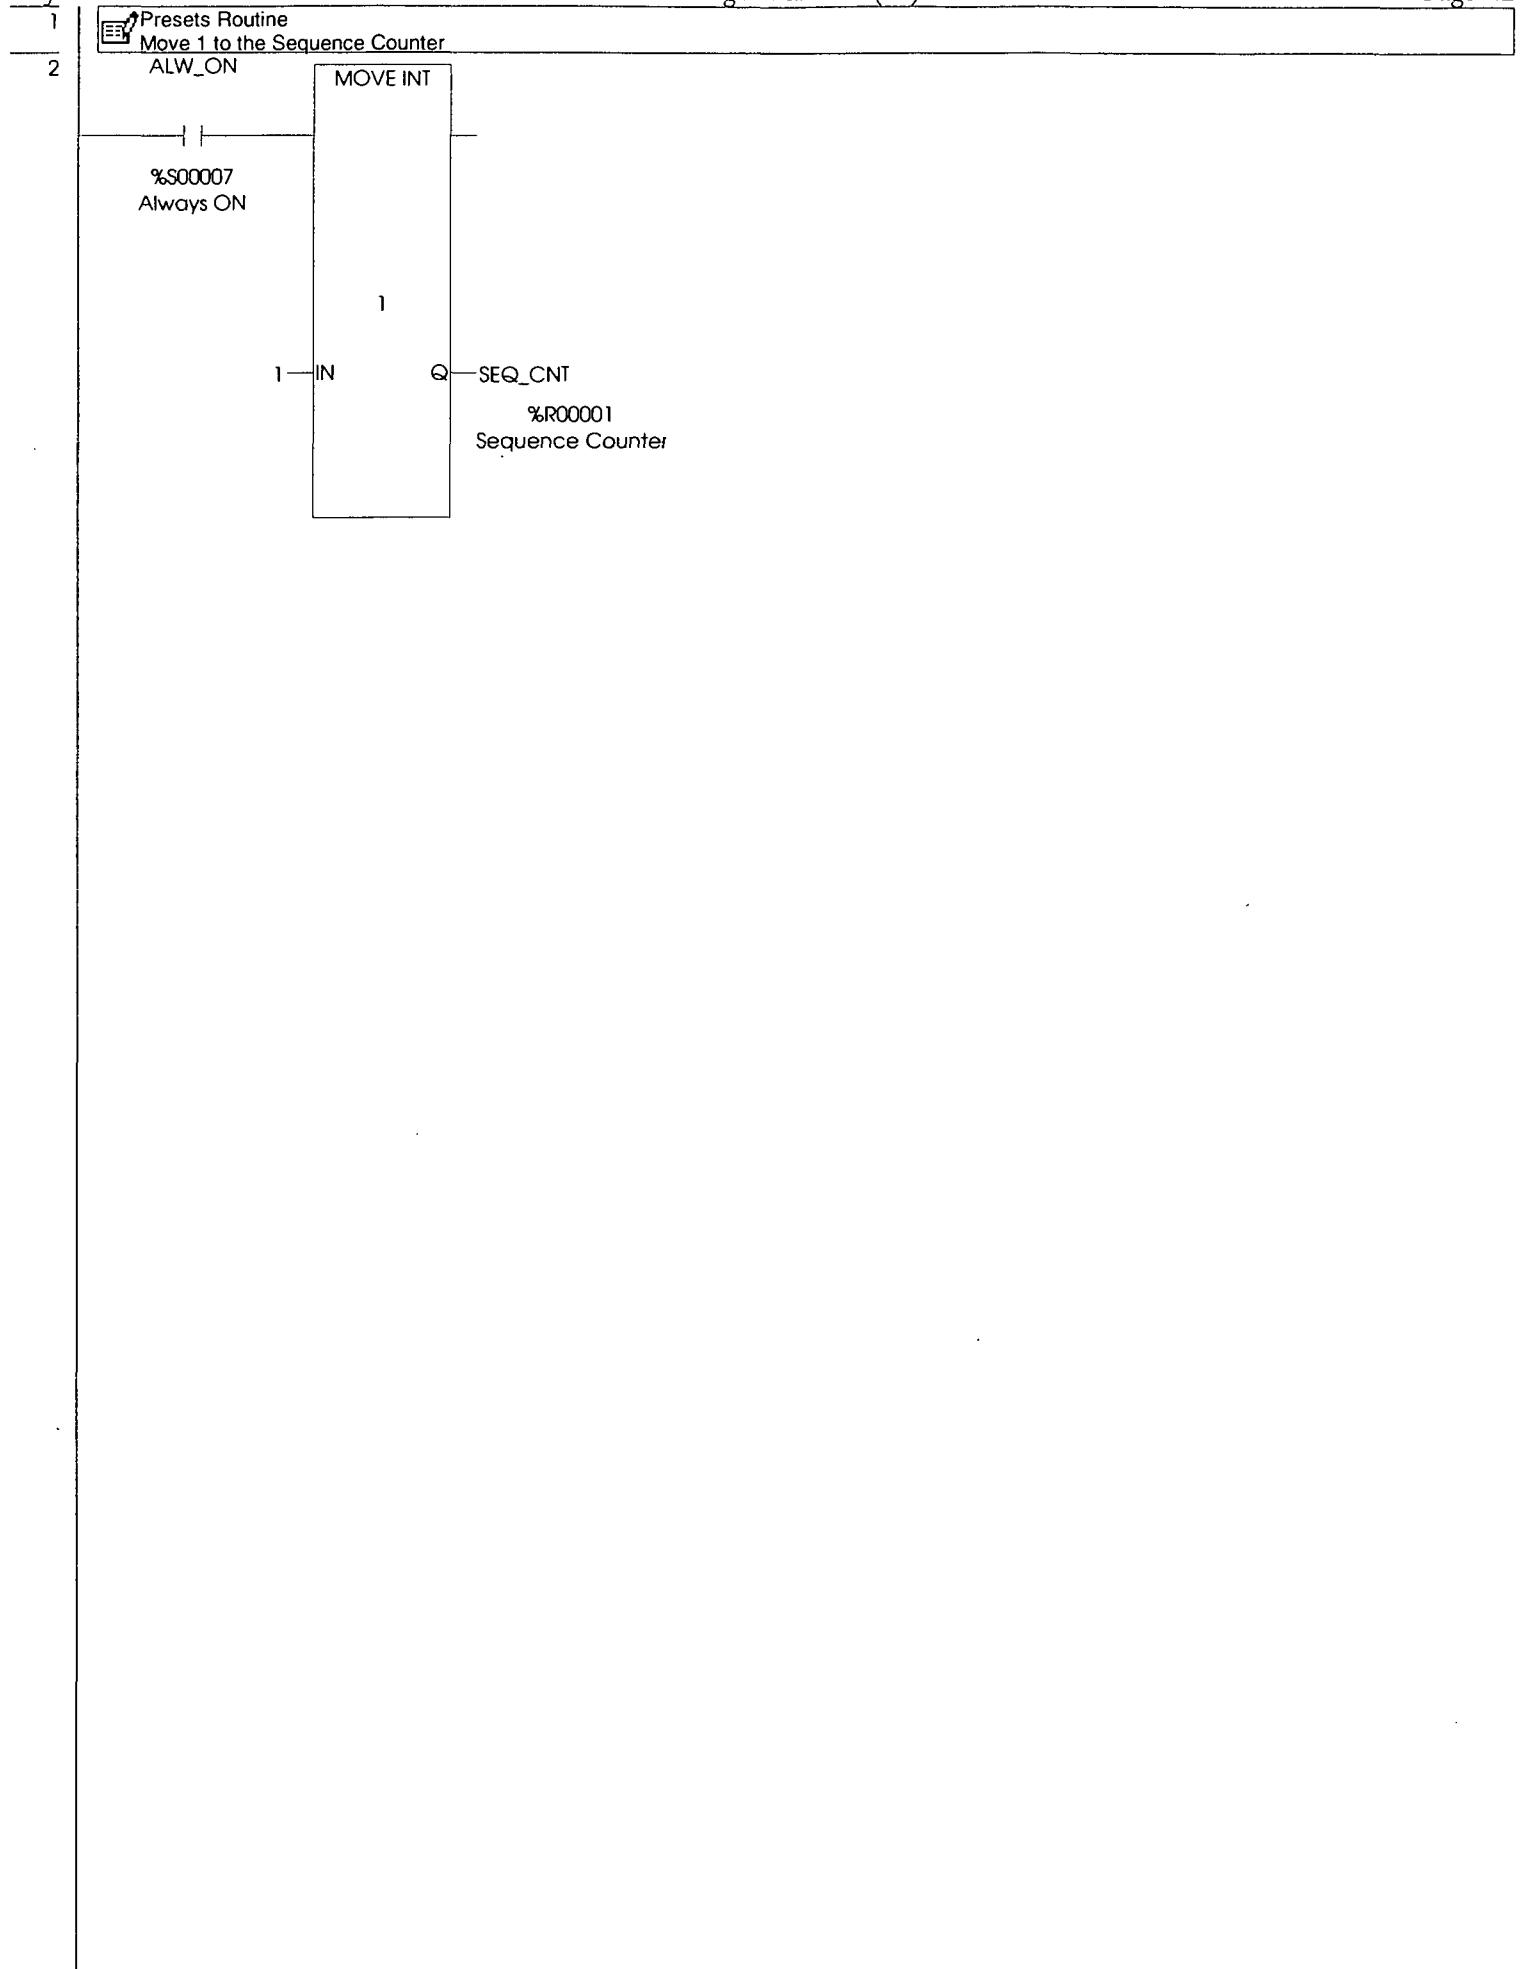 1
Presets Routine
Move 1 to the Sequence Counter
2
ALW_ON
MOVE INT
%S00007
Always ON
1
1 IN Q SEQ_CNT
%R00001
Sequence Counter